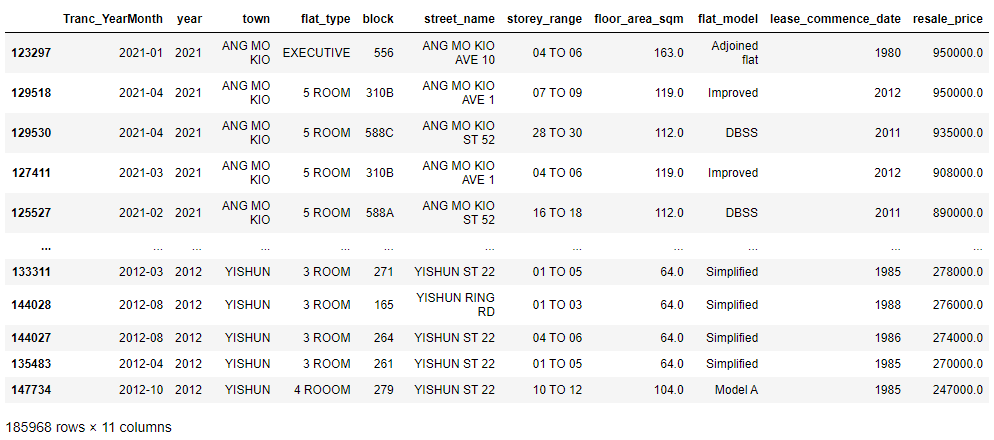 Tranc_YearMonth year town flat_type block street_name storey_range floor_area_sqm flat_model lease_commence_date resale_price
123297 2021-01 2021 ANG MO KIO EXECUTIVE 556 ANG MO KIO AVE 10 04 TO 06 163.0 Adjoined flat 1980 950000.0
129518 2021-04 2021 ANG MO KIO 5 ROOM 310B ANG MO KIO AVE 1 07 TO 09 119.0 Improved 2012 950000.0
129530 2021-04 2021 ANG MO KIO 5 ROOM 588C ANG MO KIO ST 52 28 TO 30 112.0 DBSS 2011 935000.0
127411 2021-03 2021 ANG MO KIO 5 ROOM 310B ANG MO KIO AVE 1 04 TO 06 119.0 Improved 2012 908000.0
125527 2021-02 2021 ANG MO KIO 5 ROOM 588A ANG MO KIO ST 52 16 TO 18 112.0 DBSS 2011 890000.0
... ... ... ... ... ... ... ... ... ... ... ...
133311 2012-03 2012 YISHUN 3 ROOM 271 YISHUN ST 22 01 TO 05 64.0 Simplified 1985 278000.0
144028 2012-08 2012 YISHUN 3 ROOM 165 YISHUN RING RD 01 TO 03 64.0 Simplified 1988 276000.0
144027 2012-08 2012 YISHUN 3 ROOM 264 YISHUN ST 22 04 TO 06 64.0 Simplified 1986 274000.0
135483 2012-04 2012 YISHUN 3 ROOM 261 YISHUN ST 22 01 TO 05 64.0 Simplified 1985 270000.0
147734 2012-10 2012 YISHUN 4 ROOOM 279 YISHUN ST 22 10 TO 12 104.0 Model A 1985 247000.0
185968 rows × 11 columns